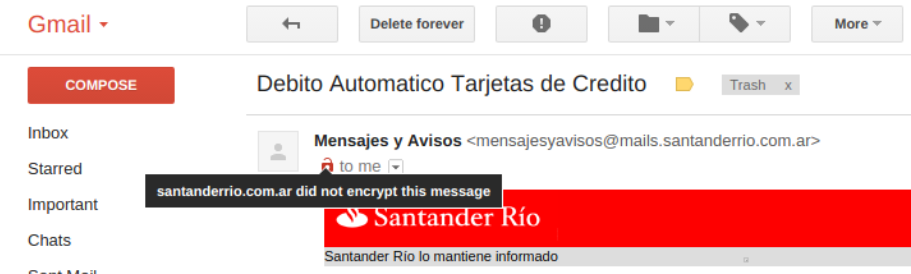 Gmail
Delete forever
More
COMPOSE
Debito Automatico Tarjetas de Credito
Trash x
Inbox
Mensajes y Avisos <mensajesyavisos@mails.santanderrio.com.ar>
Starred
to me
santanderrio.com.ar did not encrypt this message
Important
Santander Río
Chats
Santander Río lo mantiene informado
Sent Mail